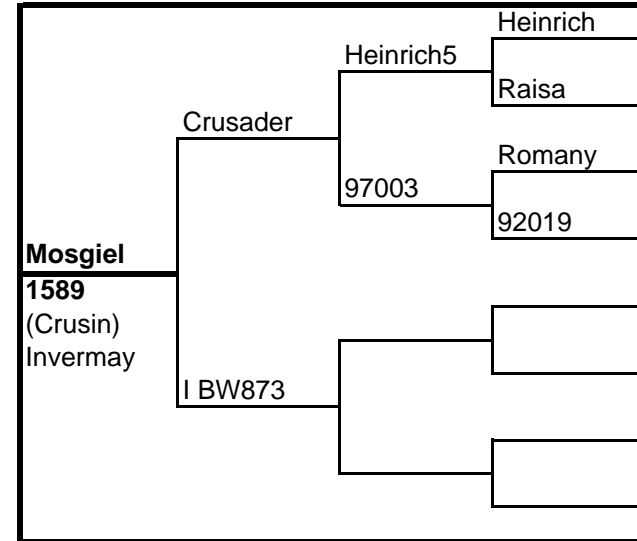 Heinrich
Heinrich5
Raisa
Crusader
Romany
97003
92019
Mosgiel
1589
(Crusin)
Invermay
I BW873